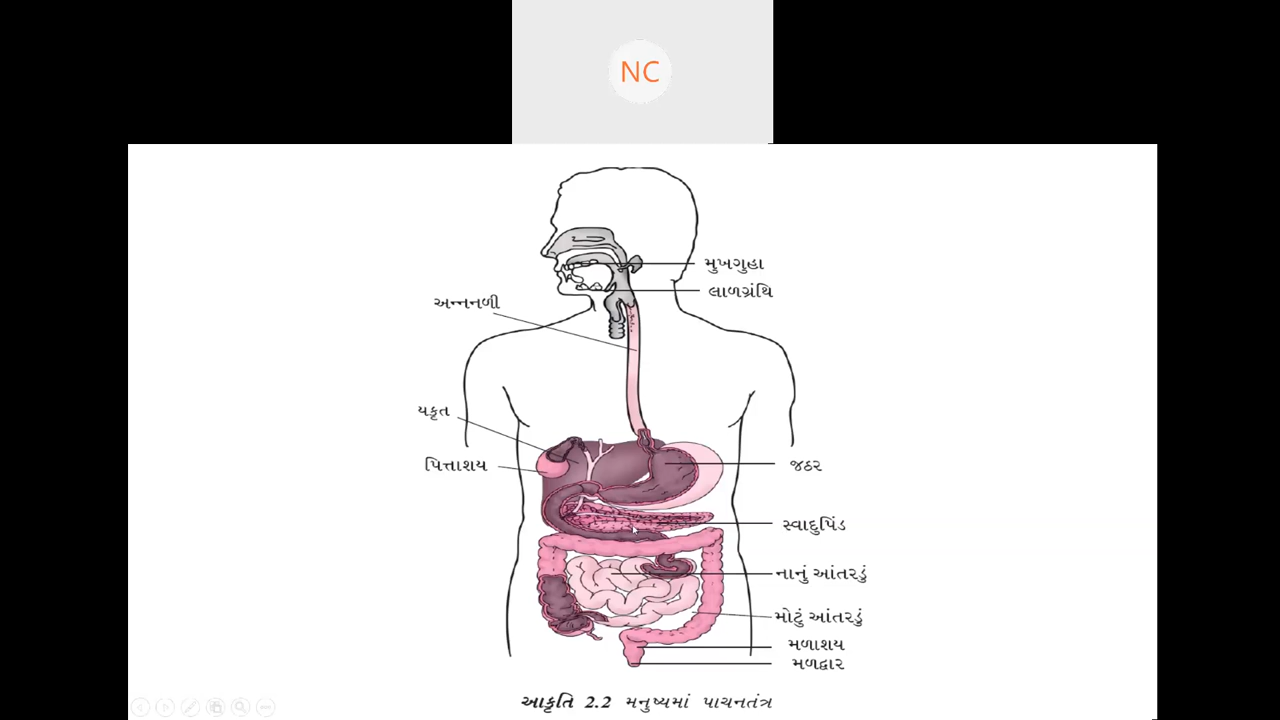 NC
મુખગુહા
લાળગ્રંથિ
અન્નનળી
યકૃત
પિત્તાશય
જઠર
સ્વાદુપિંડ
નાનું આંતરડું
મોટું આંતરડું
મળાશય
મળદ્વાર
આકૃતિ 2.2 મનુષ્યમાં પાચનતંત્ર